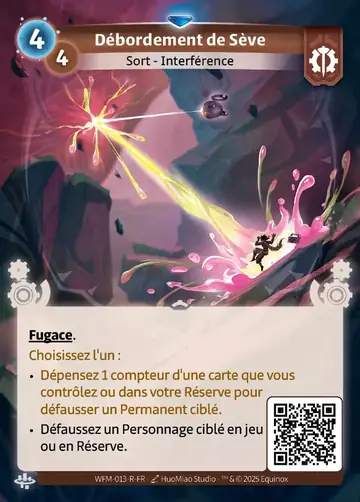 4
4
Débordement de Sève
Sort - Interférence
Fugace.
Choisissez l'un :
• Dépensez 1 compteur d'une carte que vous
contrôlez ou dans votre Réserve pour
défausser un Permanent ciblé.
• Défaussez un Personnage ciblé en jeu
ou en Réserve.
WFM-013-R-FR - HuoMiao Studio - ™ & © 2025 Equinox